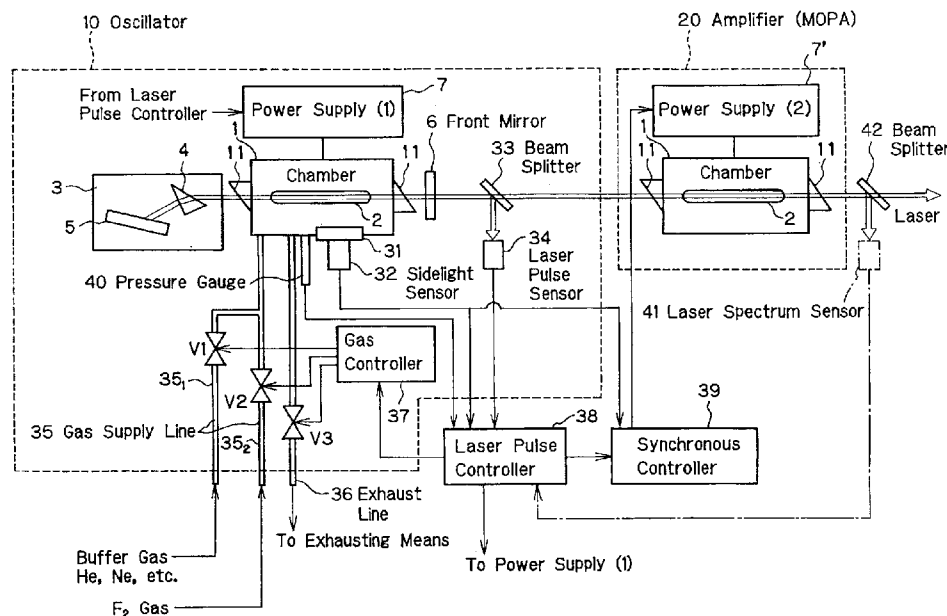 10 Oscillator
20 Amplifier (MOPA)
7
7'
From Laser
Pulse Controller
Power Supply (1)
Power Supply (2)
6 Front Mirror
33 Beam
Splitter
42 Beam
Splitter
1
11
4
3
5
Chamber
2
11
1
11
Chamber
2
11
Laser
31
32 Sidelight
Sensor
34
Laser
Pulse
Sensor
40 Pressure Gauge
41 Laser Spectrum Sensor
V1
Gas
Controller
37
35₁
V2
V3
35 Gas Supply Line
35₂
38
Laser Pulse
Controller
39
Synchronous
Controller
36 Exhaust
Line
To Exhausting Means
To Power Supply (1)
Buffer Gas
He, Ne, etc.
F₂ Gas